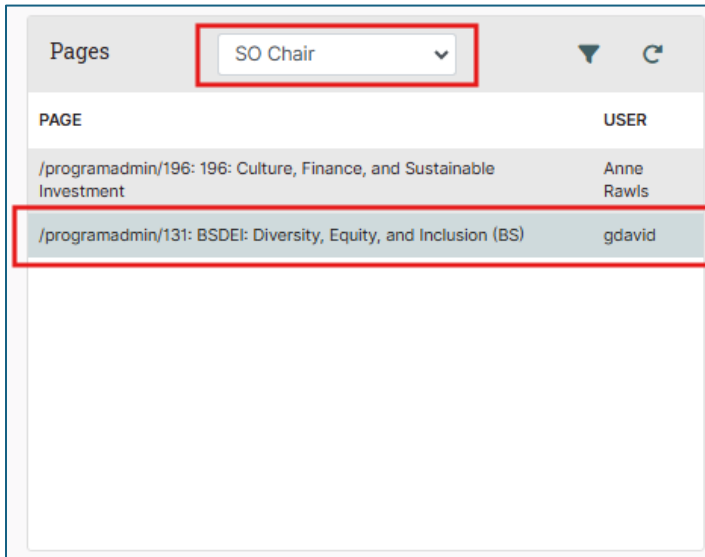 Pages
SO Chair
PAGE
USER
/programadmin/196: 196: Culture, Finance, and Sustainable
Investment
Anne
Rawls
/programadmin/131: BSDEI: Diversity, Equity, and Inclusion (BS)
gdavid